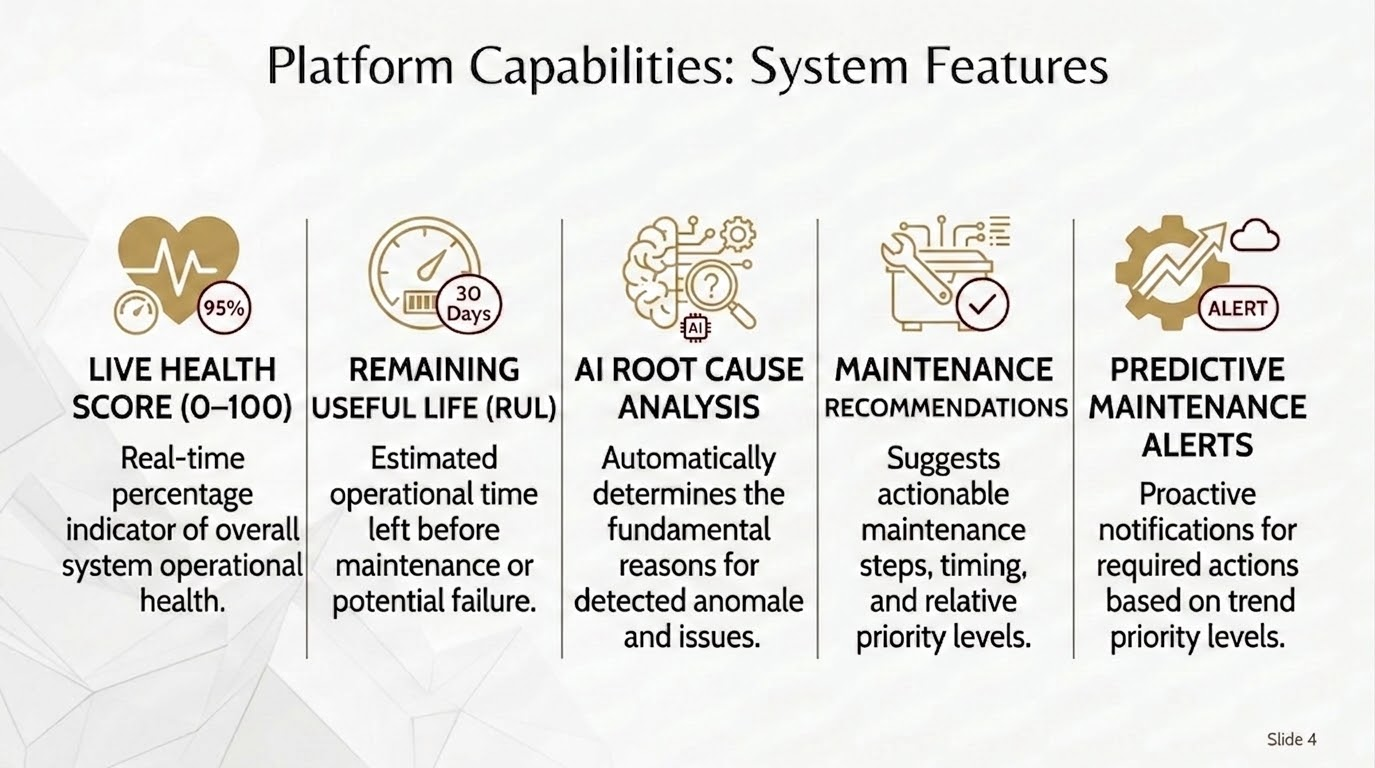 Platform Capabilities: System Features
95%
LIVE HEALTH
SCORE (0–100)
Real-time
percentage
indicator of overall
system operational
health.
30
Days
REMAINING
USEFUL LIFE (RUL)
Estimated
operational time
left before
maintenance or
potential failure.
?
AI
AI ROOT CAUSE
ANALYSIS
Automatically
determines the
fundamental
reasons for
detected anomale
and issues.
MAINTENANCE
RECOMMENDATIONS
Suggests
actionable
maintenance
steps, timing,
and relative
priority levels.
ALERT
PREDICTIVE
MAINTENANCE
ALERTS
Proactive
notifications for
required actions
based on trend
priority levels.
Slide 4